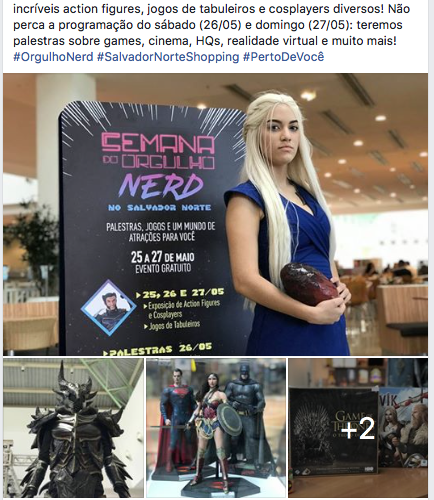 incríveis action figures, jogos de tabuleiros e cosplayers diversos! Não
perca a programação do sábado (26/05) e domingo (27/05): teremos
palestras sobre games, cinema, HQs, realidade virtual e muito mais!
#OrgulhoNerd #SalvadorNorteShopping #PertoDeVocê
SEMANA
DO ORGULHO
NERD
NO SALVADOR NORTE
PALESTRAS, JOGOS E UM MUNDO DE
ATRAÇÕES PARA VOCÊ
25 A 27 DE MAIO
EVENTO GRATUITO
25, 26 E 27/05
Exposição de Action Figures
e Cosplayers
Jogos de Tabuleiros
PALESTRAS 26/05
GAME
+2
VIK